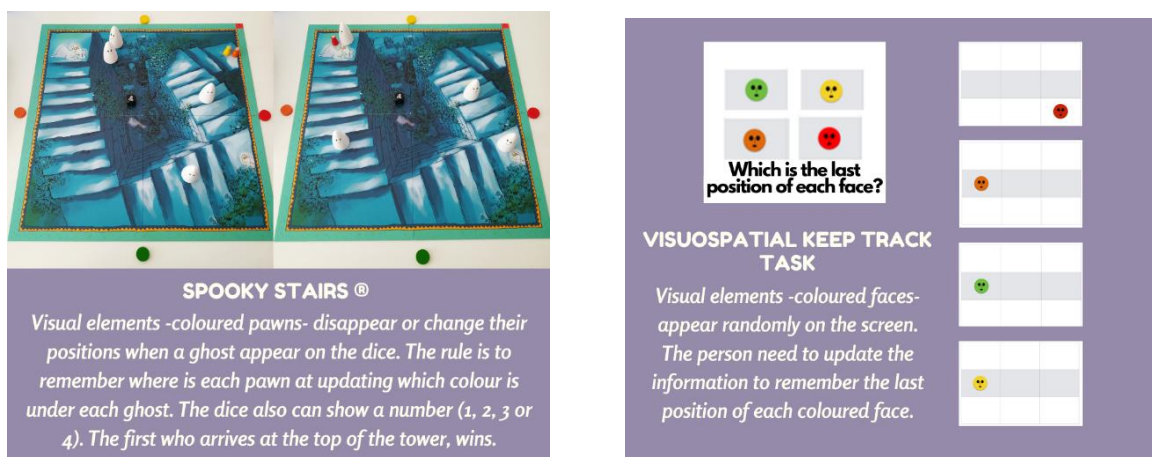 SPOOKY STAIRS ®
Visual elements -coloured pawns- disappear or change their
positions when a ghost appear on the dice. The rule is to
remember where is each pawn at updating which colour is
under each ghost. The dice also can show a number (1, 2, 3 or
4). The first who arrives at the top of the tower, wins.
Which is the last
position of each face?
VISUOSPATIAL KEEP TRACK
TASK
Visual elements -coloured faces-
appear randomly on the screen.
The person need to update the
information to remember the last
position of each coloured face.